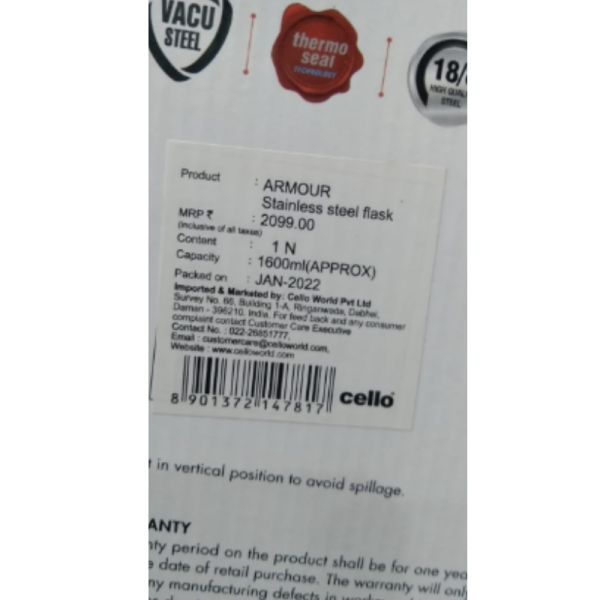 VACU
STEEL
thermo
seal
TECHNOLOGY
18/
HIGH QUALI
STEEL
Product : ARMOUR
Stainless steel flask
MRP ₹ : 2099.00
(inclusive of all taxes)
Content : 1 N
Capacity : 1600ml(APPROX)
Packed on : JAN-2022
Imported & Marketed by: Cello World Pvt Ltd
Survey No. 66, Building 1-A, Ringanwada, Dabhel,
Daman - 396210, India. For feed back and any consumer
complaint contact Customer Care Executive
Contact No. : 022-26851777,
Email : customercare@celloworld.com,
Website : www.celloworld.com
8 901372 147817
cello
t in vertical position to avoid spillage.
ANTY
nty period on the product shall be for one yea
e date of retail purchase. The warranty will onl
ny manufacturing defects in